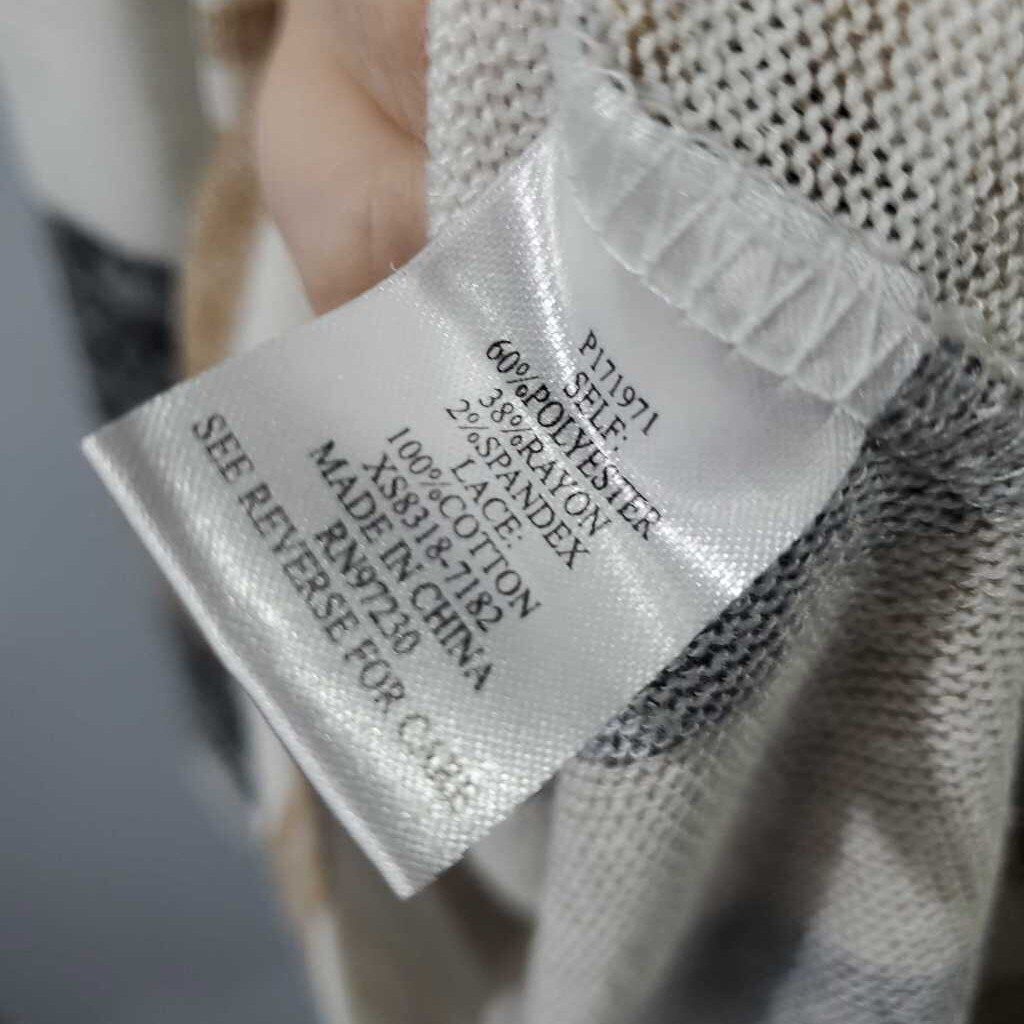 P171971
SELF:
60%POLYESTER
38%RAYON
2%SPANDEX
LACE:
100%COTTON
XS8318-7182
MADE IN CHINA
RN97230
SEE REVERSE FOR CARE